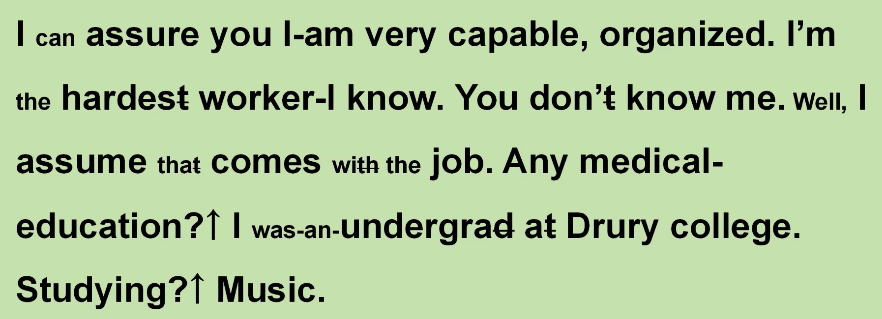 I can assure you I-am very capable, organized. I’m
the hardest worker-I know. You don’t know me. Well, I
assume that comes with the job. Any medical-
education?↑ I was-an-undergrad at Drury college.
Studying?↑ Music.